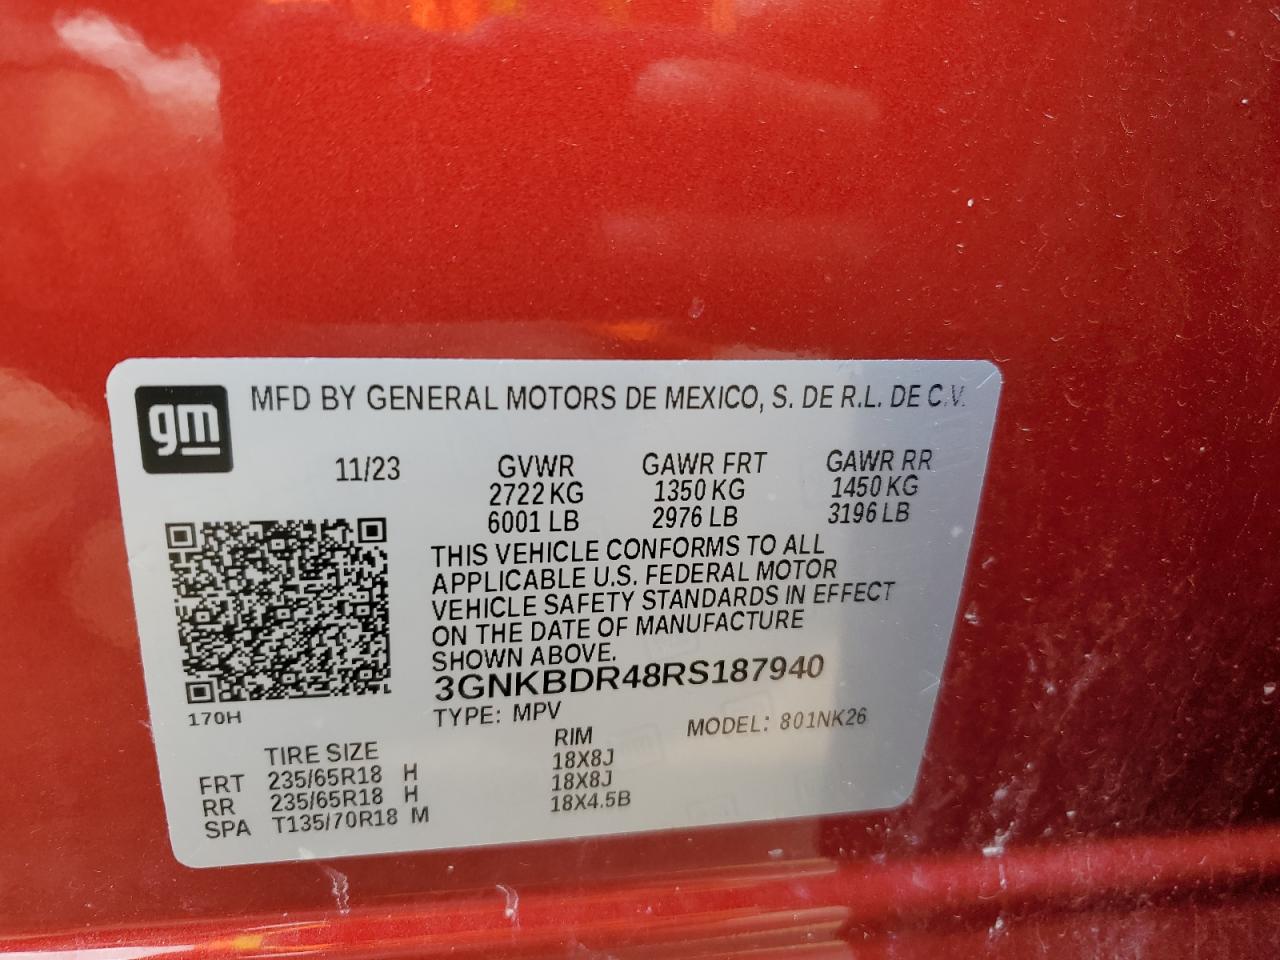 gm
MFD BY GENERAL MOTORS DE MEXICO, S. DE R.L. DE C.V.
11/23 GVWR GAWR FRT GAWR RR
2722 KG 1350 KG 1450 KG
6001 LB 2976 LB 3196 LB
THIS VEHICLE CONFORMS TO ALL
APPLICABLE U.S. FEDERAL MOTOR
VEHICLE SAFETY STANDARDS IN EFFECT
ON THE DATE OF MANUFACTURE
SHOWN ABOVE.
3GNKBDR48RS187940
170H
TYPE: MPV MODEL: 801NK26
TIRE SIZE RIM
FRT 235/65R18 H 18X8J
RR 235/65R18 H 18X8J
SPA T135/70R18 M 18X4.5B